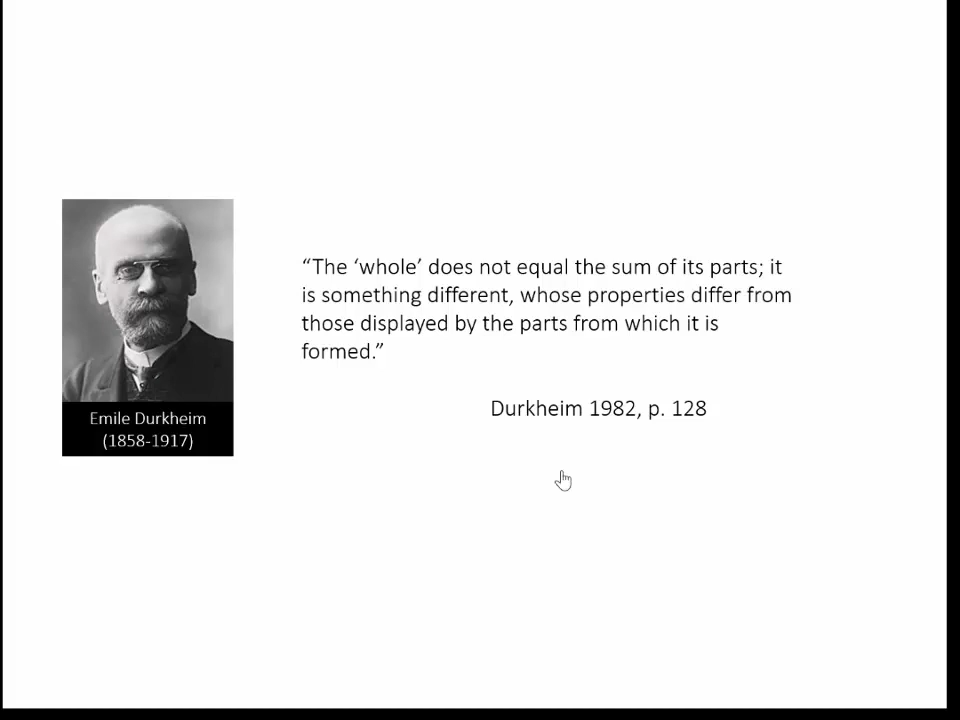 “The ‘whole’ does not equal the sum of its parts; it
is something different, whose properties differ from
those displayed by the parts from which it is
formed.”
Durkheim 1982, p. 128
Emile Durkheim
(1858-1917)